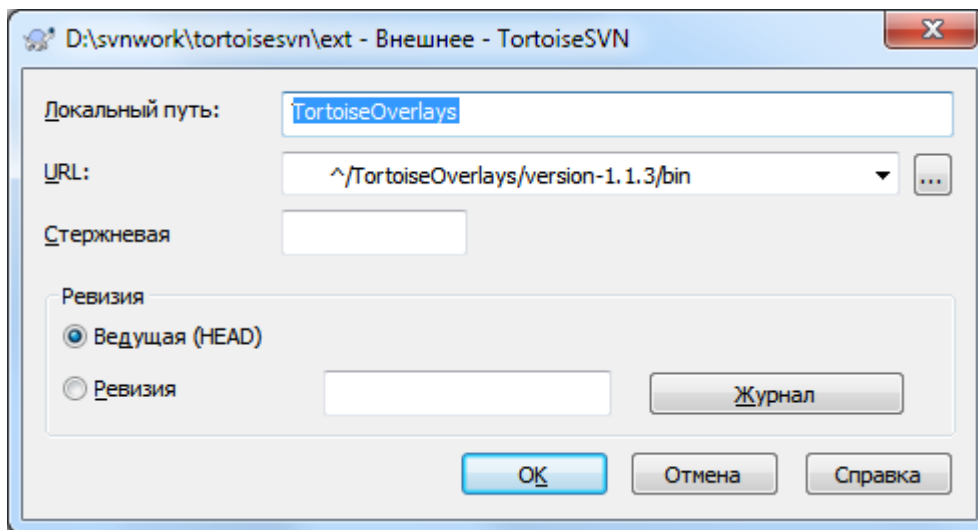 D:\svnwork\tortoisesvn\ext - Внешнее - TortoiseSVN
Локальный путь: TortoiseOverlays
URL: ^/TortoiseOverlays/version-1.1.3/bin ...
Стержневая
Ревизия
Ведущая (HEAD)
Ревизия Журнал
OK Отмена Справка